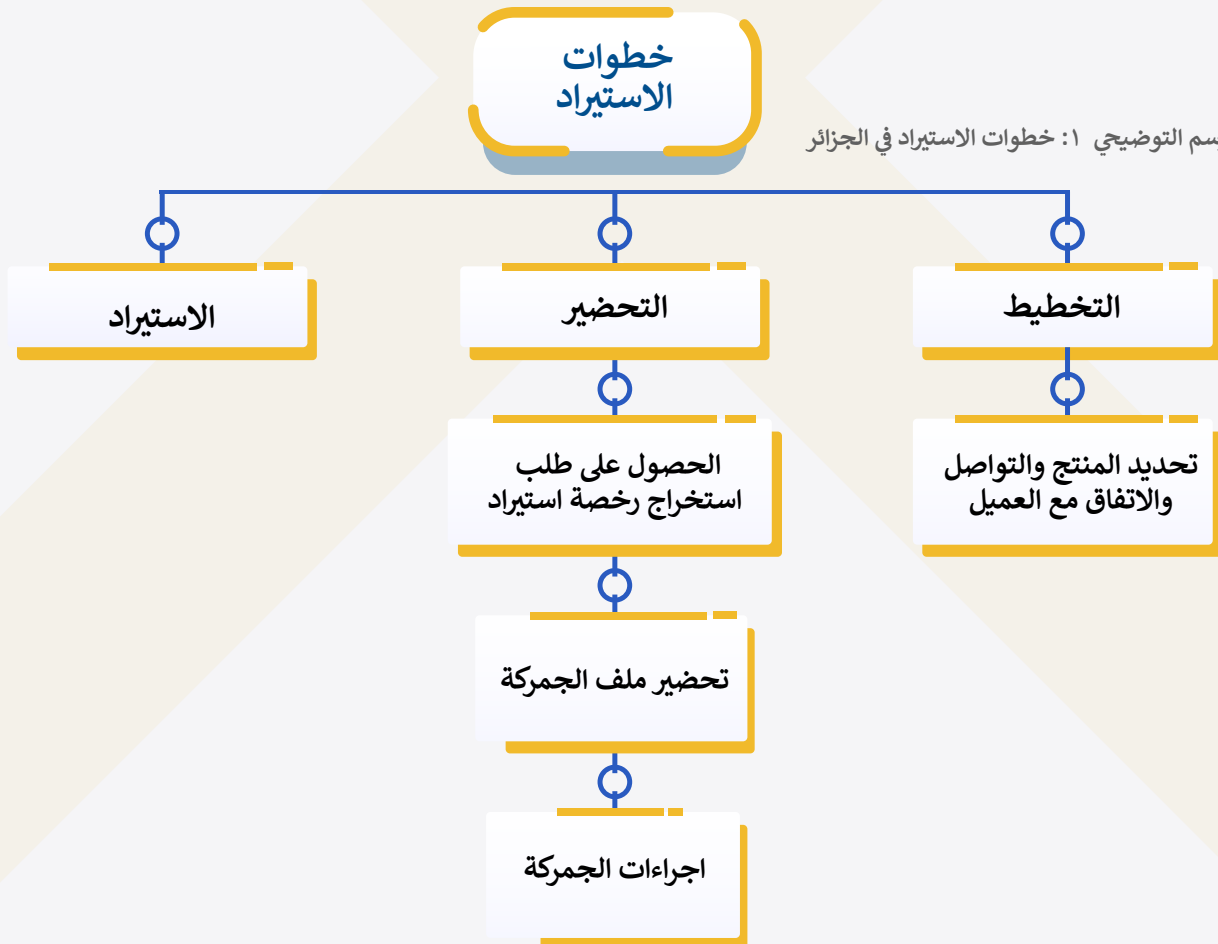 خطوات
الاستيراد
سم التوضيحي ١: خطوات الاستيراد في الجزائر
التخطيط
التحضير
الاستيراد
تحديد المنتج والتواصل
والاتفاق مع العميل
الحصول على طلب
استخراج رخصة استيراد
تحضير ملف الجمركة
اجراءات الجمركة